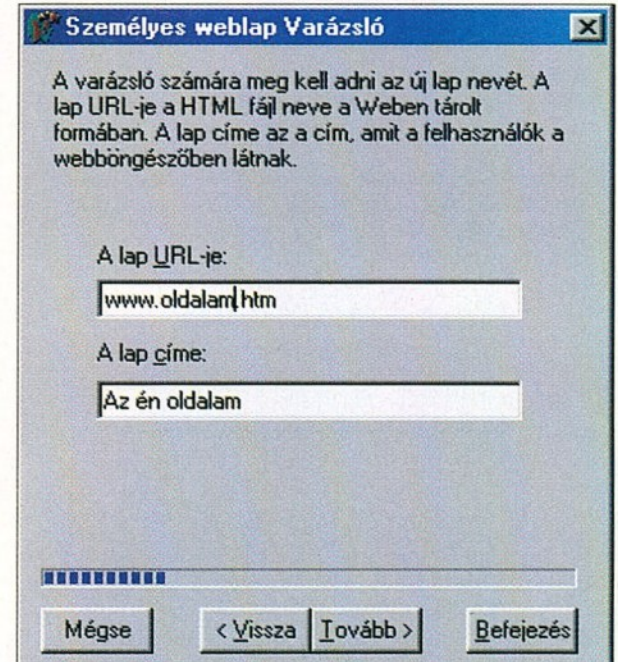 Személyes weblap Varázsló
A varázsló számára meg kell adni az új lap nevét. A
lap URL-je a HTML fájl neve a Weben tárolt
formában. A lap címe az a cím, amit a felhasználók a
webböngészőben látnak.
A lap URL-je:
www.oldalam.htm
A lap címe:
Az én oldalam
Mégse < Vissza Tovább > Befejezés